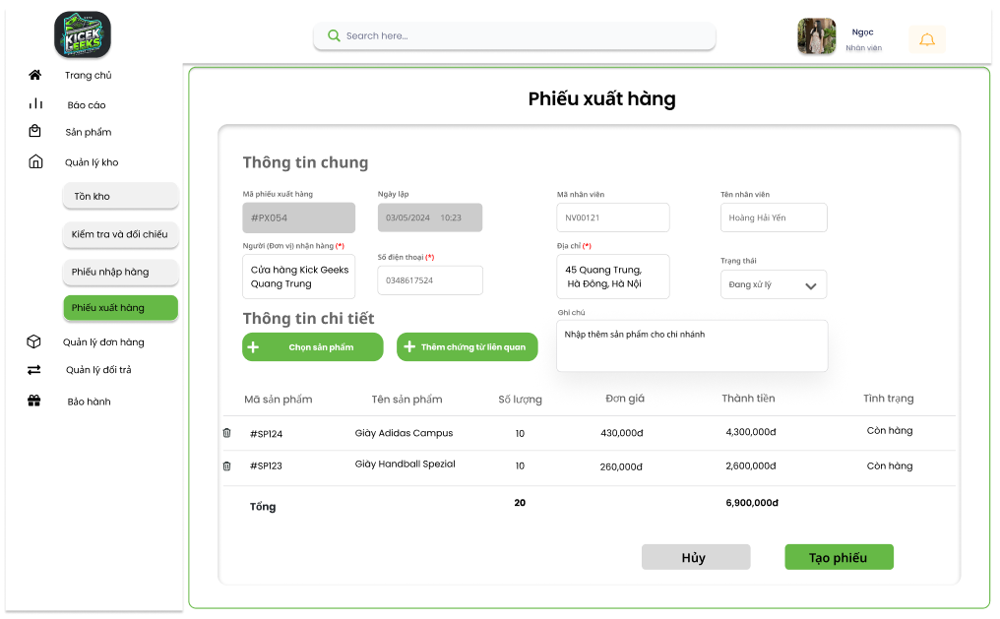 KICEK
GEEKS
Search here...
Ngọc
Nhân viên
Trang chủ
Báo cáo
Sản phẩm
Quản lý kho
Tồn kho
Kiểm tra và đối chiếu
Phiếu nhập hàng
Phiếu xuất hàng
Quản lý đơn hàng
Quản lý đổi trả
Bảo hành
Phiếu xuất hàng
Thông tin chung
Mã phiếu xuất hàng
Ngày lập
Mã nhân viên
Tên nhân viên
#PX054
03/05/2024 10:23
NV00121
Hoàng Hải Yến
Người (Đơn vị) nhận hàng (*)
Số điện thoại (*)
Địa chỉ (*)
Trạng thái
Cửa hàng Kick Geeks
Quang Trung
0348617524
45 Quang Trung,
Hà Đông, Hà Nội
Đang xử lý
Thông tin chi tiết
Ghi chú
Chọn sản phẩm
Thêm chứng từ liên quan
Nhập thêm sản phẩm cho chi nhánh
Mã sản phẩm Tên sản phẩm Số lượng Đơn giá Thành tiền Tình trạng
#SP124 Giày Adidas Campus 10 430,000đ 4,300,000đ Còn hàng
#SP123 Giày Handball Spezial 10 260,000đ 2,600,000đ Còn hàng
Tổng 20 6,900,000đ
Hủy
Tạo phiếu